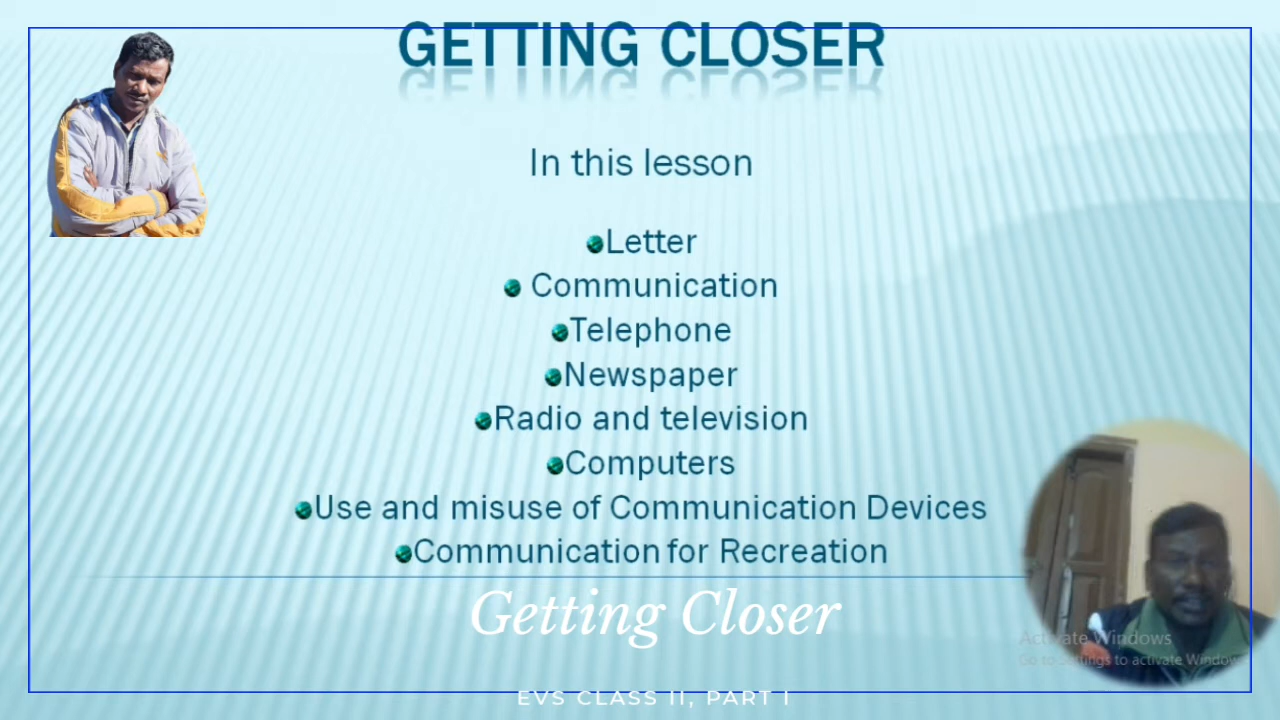 GETTING CLOSER
In this lesson
Letter
Communication
Telephone
Newspaper
Radio and television
Computers
Use and misuse of Communication Devices
Communication for Recreation
Getting Closer
Activate Windows
Go to Settings to activate Windows
EVS CLASS II, PART I